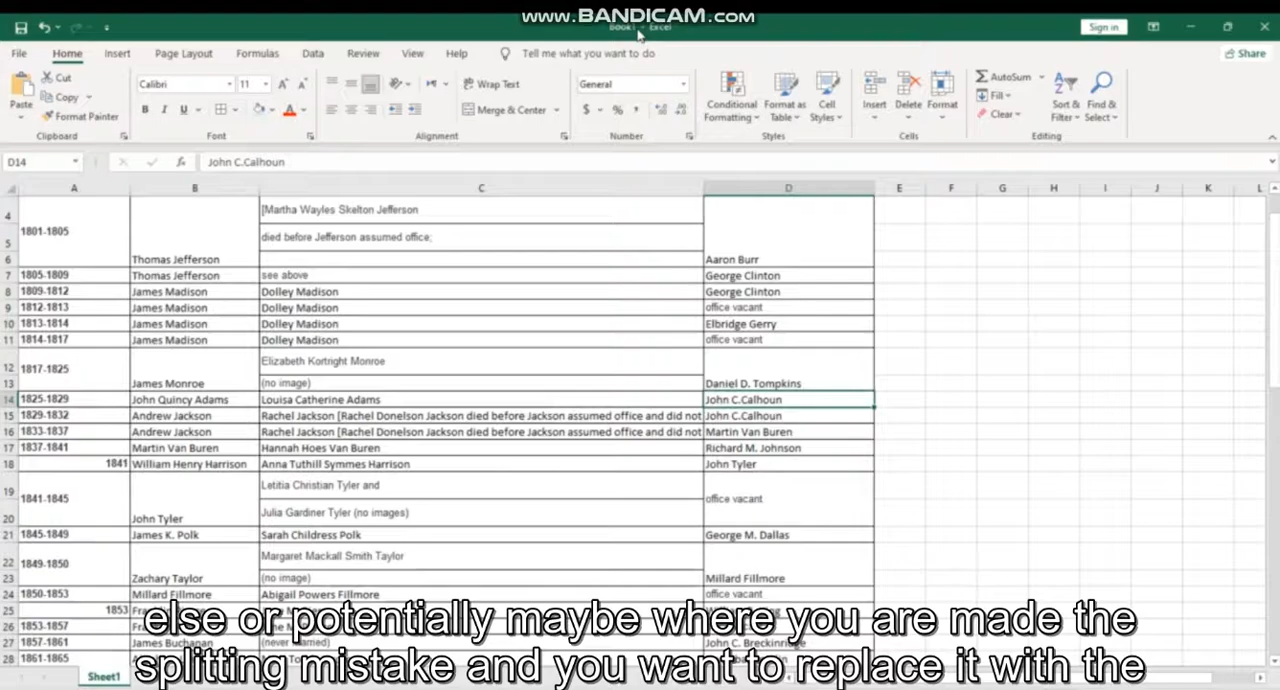 www.BANDICAM.com
Book1 - Excel
Sign in
File Home Insert Page Layout Formulas Data Review View Help Tell me what you want to do Share
Paste
Cut
Copy
Format Painter
Clipboard
Calibri 11
B I U
Font
Wrap Text
Merge & Center
Alignment
General
$ % ,
Number
Conditional Formatting
Format as Table
Cell Styles
Styles
Insert Delete Format
Cells
AutoSum
Fill
Clear
Sort & Filter
Find & Select
Editing
D14 fx John C.Calhoun
A B C D E F G H I J K L
4 [Martha Wayles Skelton Jefferson
1801-1805
5 died before Jefferson assumed office;
6 Thomas Jefferson Aaron Burr
7 1805-1809 Thomas Jefferson see above George Clinton
8 1809-1812 James Madison Dolley Madison George Clinton
9 1812-1813 James Madison Dolley Madison office vacant
10 1813-1814 James Madison Dolley Madison Elbridge Gerry
11 1814-1817 James Madison Dolley Madison office vacant
12 1817-1825 Elizabeth Kortright Monroe
13 James Monroe (no image) Daniel D. Tompkins
14 1825-1829 John Quincy Adams Louisa Catherine Adams John C.Calhoun
15 1829-1832 Andrew Jackson Rachel Jackson [Rachel Donelson Jackson died before Jackson assumed office and did not John C.Calhoun
16 1833-1837 Andrew Jackson Rachel Jackson [Rachel Donelson Jackson died before Jackson assumed office and did not Martin Van Buren
17 1837-1841 Martin Van Buren Hannah Hoes Van Buren Richard M. Johnson
18 1841 William Henry Harrison Anna Tuthill Symmes Harrison John Tyler
19 1841-1845 Letitia Christian Tyler and office vacant
20 John Tyler Julia Gardiner Tyler (no images)
21 1845-1849 James K. Polk Sarah Childress Polk George M. Dallas
22 1849-1850 Margaret Mackall Smith Taylor
23 Zachary Taylor (no image) Millard Fillmore
24 1850-1853 Millard Fillmore Abigail Powers Fillmore office vacant
25 1853
26 1853-1857
27 1857-1861 James Buchanan (never married) John C. Breckinridge
28 1861-1865
Sheet1
else or potentially maybe where you are made the
splitting mistake and you want to replace it with the